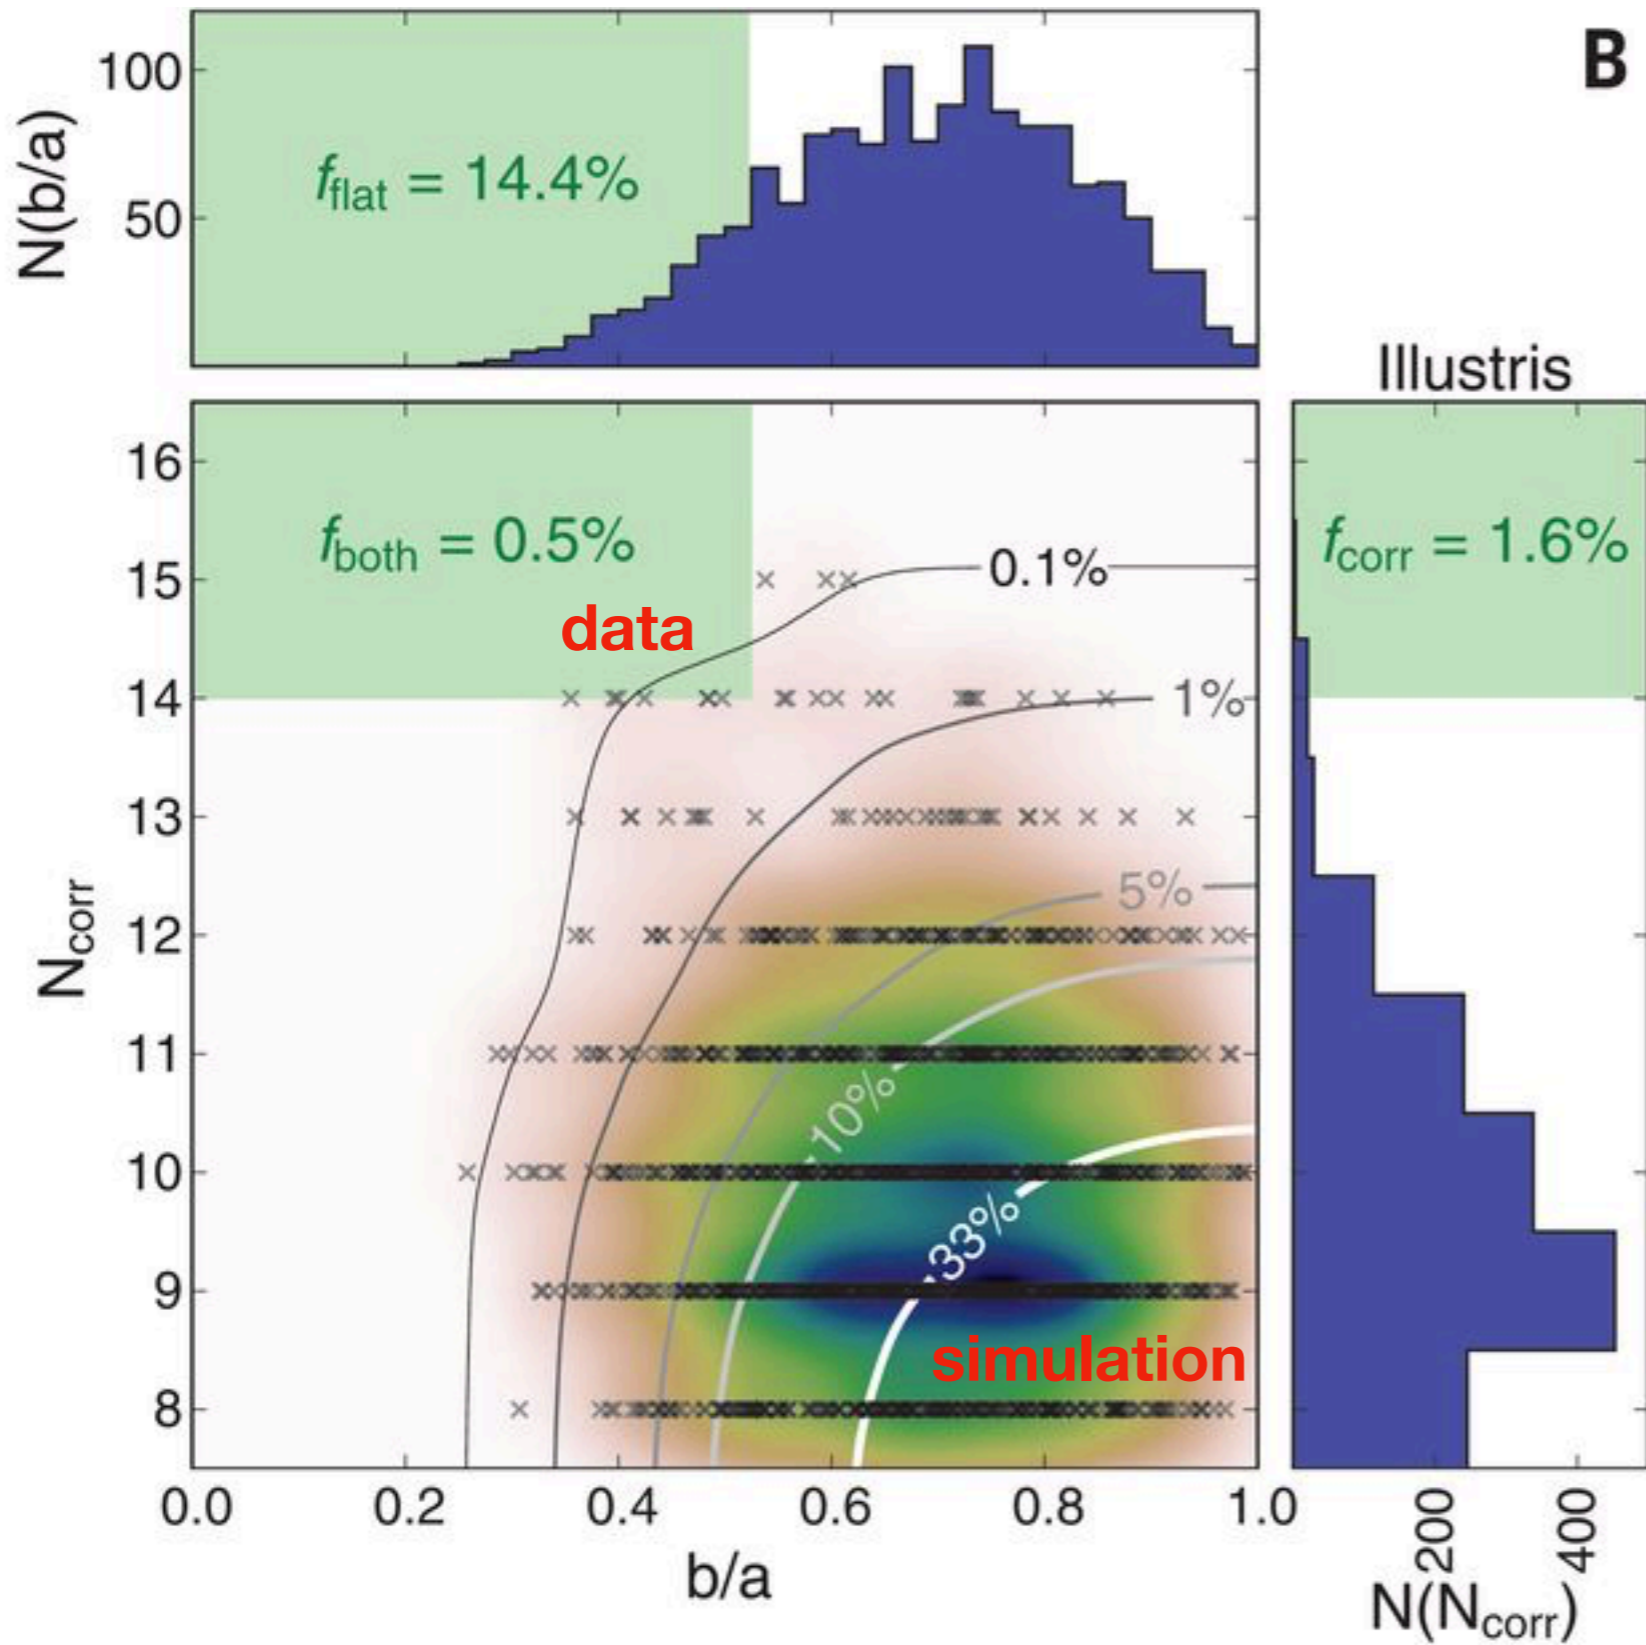 B
100
50
N(b/a)
f_flat = 14.4%
Illustris
16
15
14
13
12
11
10
9
8
N_corr
f_both = 0.5%
data
0.1%
1%
5%
10%
33%
simulation
f_corr = 1.6%
0.0 0.2 0.4 0.6 0.8 1.0
b/a
200 400
N(N_corr)